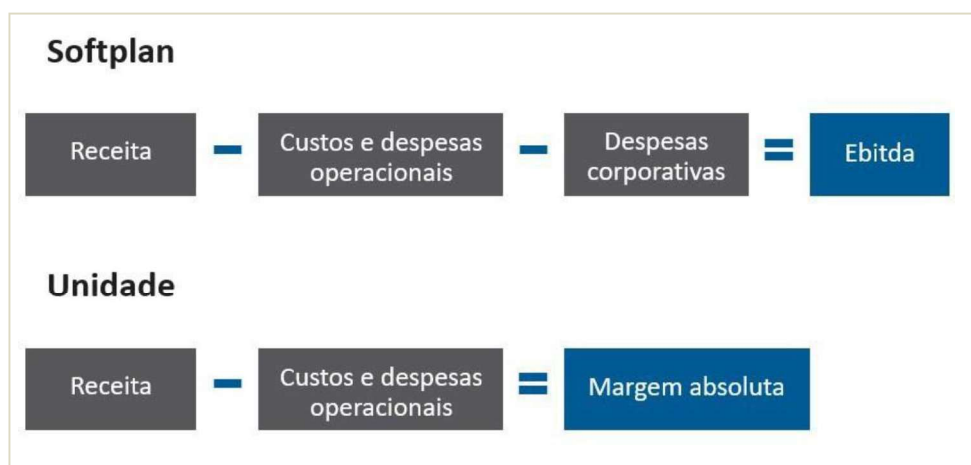 Softplan
Receita
Custos e despesas
operacionais
Despesas
corporativas
Ebitda
Unidade
Receita
Custos e despesas
operacionais
Margem absoluta